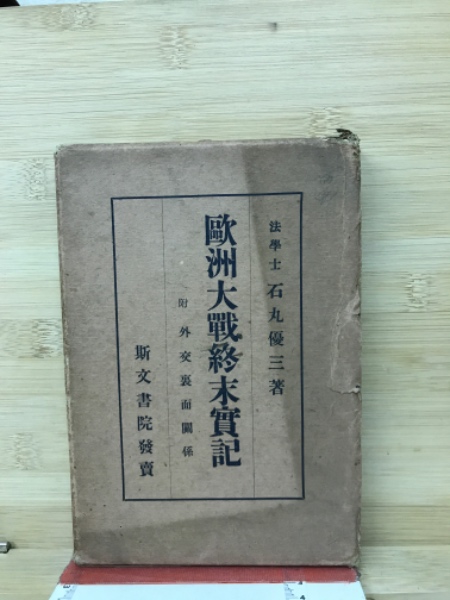 法學士 石丸優三著
歐洲大戰終末實記
附 外交裏面關係
斯文書院發賣